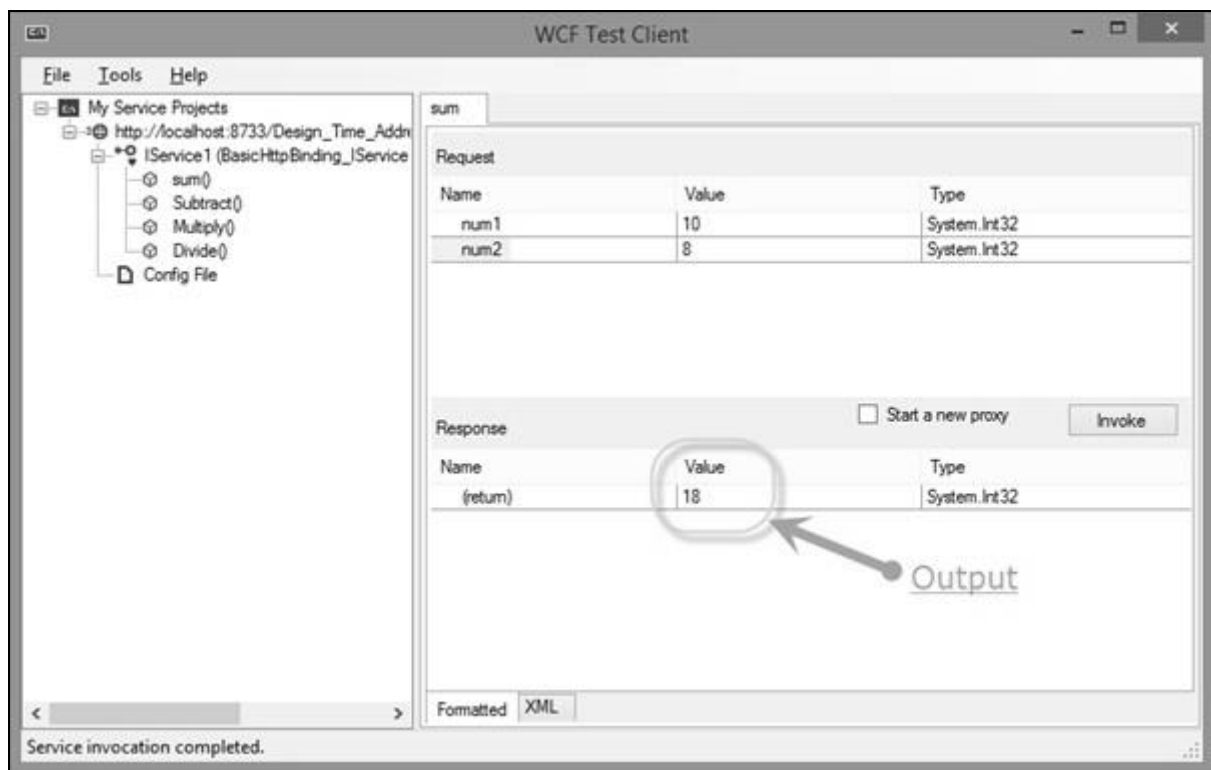 WCF Test Client
File Tools Help
My Service Projects
http://localhost:8733/Design_Time_Addre
IService1 (BasicHttpBinding_IService
sum()
Subtract()
Multiply()
Divide()
Config File
sum
Request
Name Value Type
num1 10 System.Int32
num2 8 System.Int32
Response
Start a new proxy
Invoke
Name Value Type
(return) 18 System.Int32
Output
Formatted XML
Service invocation completed.